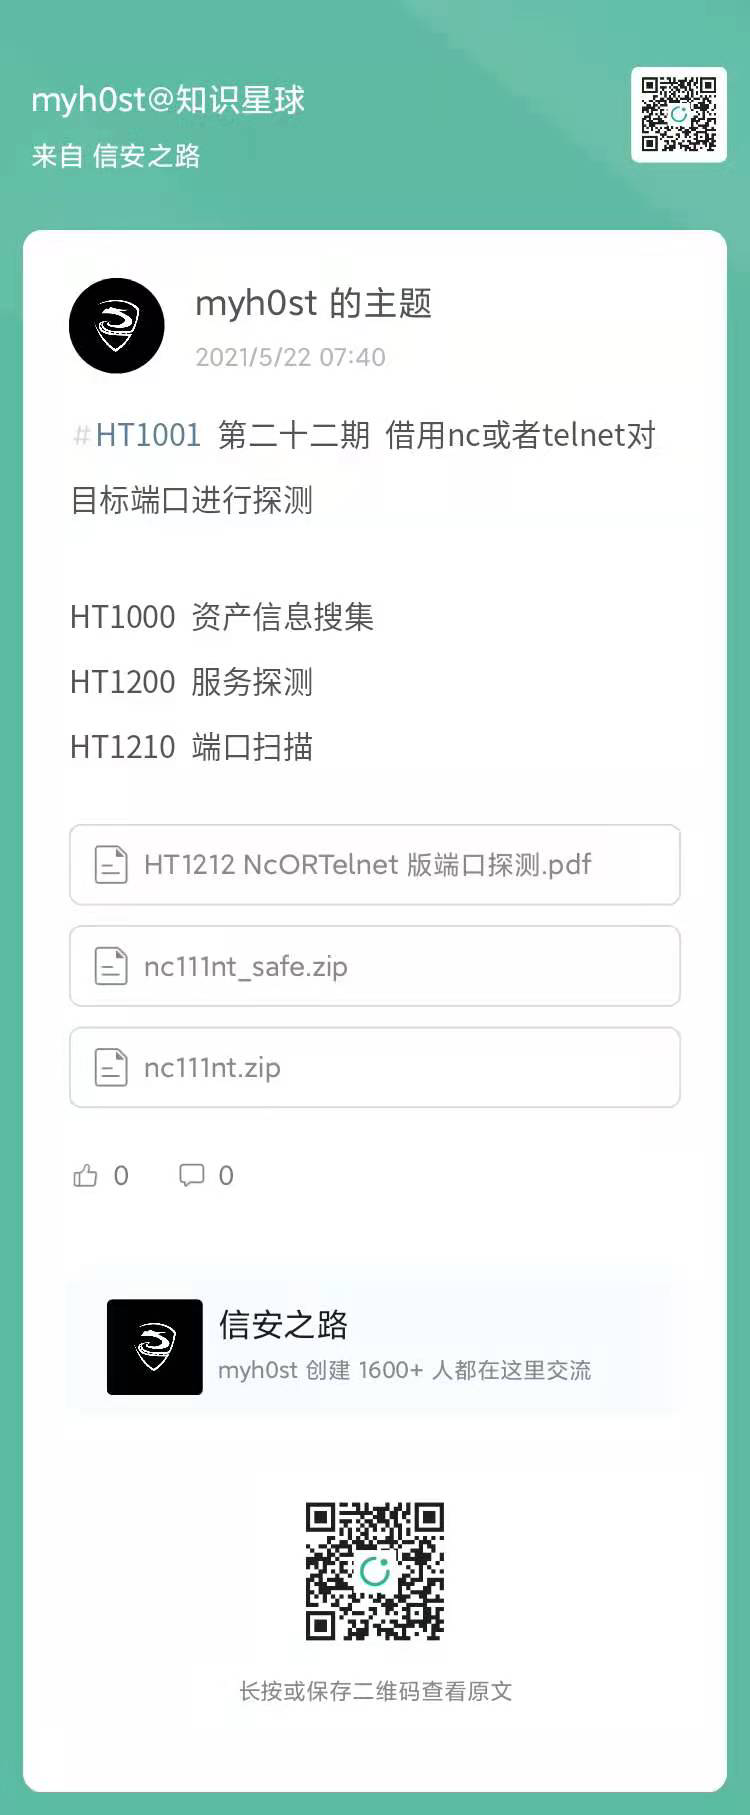 myh0st@知识星球
来自 信安之路
myh0st 的主题
2021/5/22 07:40
#HT1001 第二十二期 借用nc或者telnet对
目标端口进行探测
HT1000 资产信息搜集
HT1200 服务探测
HT1210 端口扫描
HT1212 NcORTelnet 版端口探测.pdf
nc111nt_safe.zip
nc111nt.zip
0 0
信安之路
myh0st 创建 1600+ 人都在这里交流
长按或保存二维码查看原文